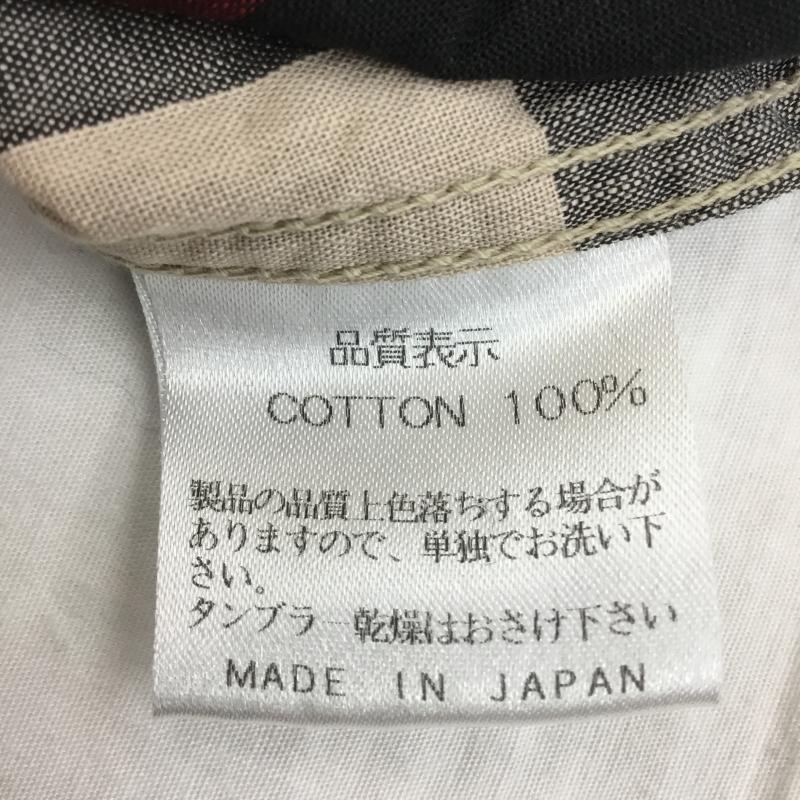 品質表示
COTTON 100%
製品の品質上色落ちする場合が
ありますので、単独でお洗い下
さい。
タンブラー乾燥はおさけ下さい
MADE IN JAPAN